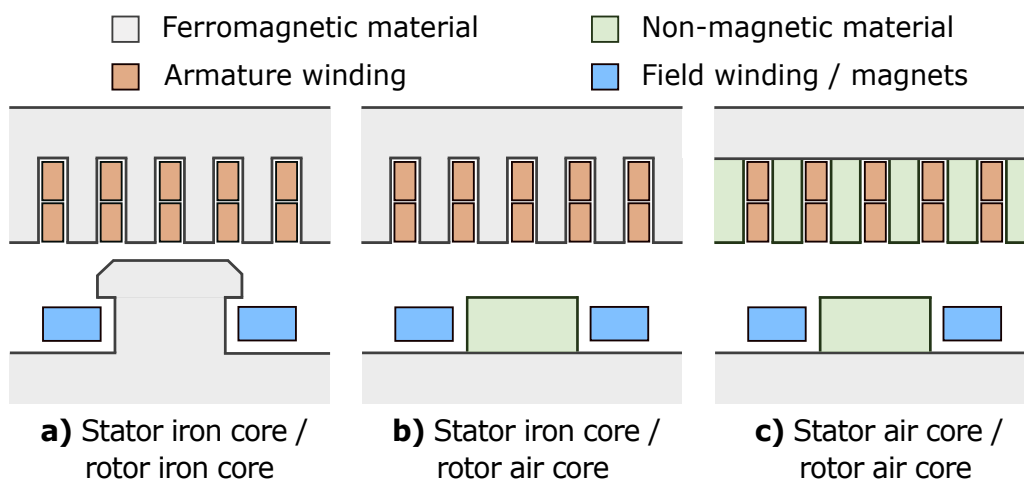 Ferromagnetic material
Non-magnetic material
Armature winding
Field winding / magnets
a) Stator iron core /
rotor iron core
b) Stator iron core /
rotor air core
c) Stator air core /
rotor air core